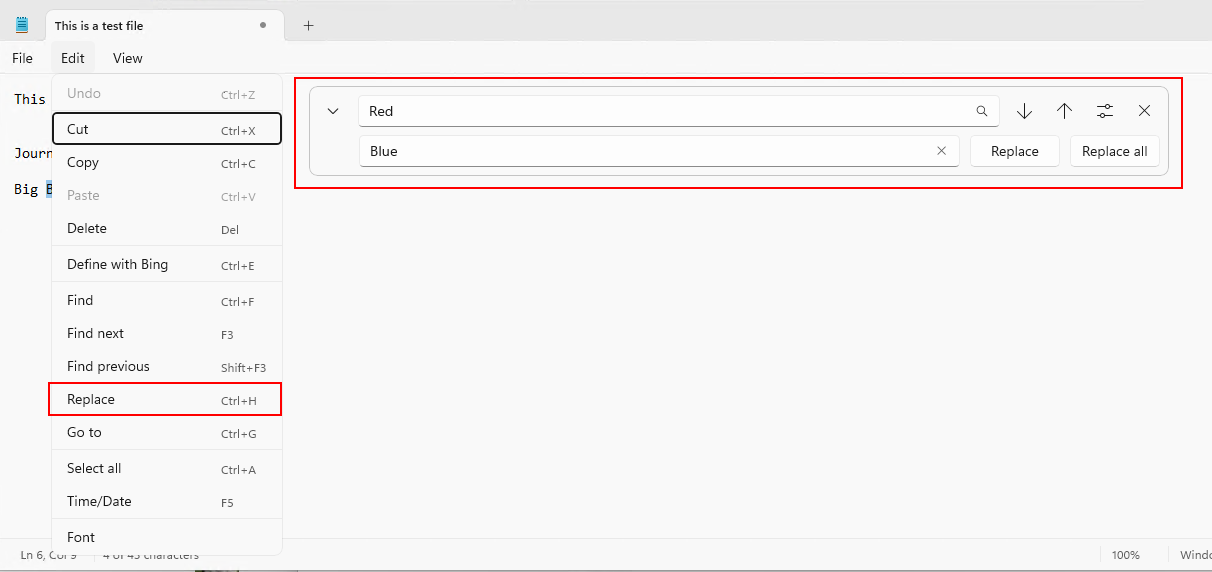 This is a test file
File Edit View
This
Journ
Big B
Undo Ctrl+Z
Cut Ctrl+X
Copy Ctrl+C
Paste Ctrl+V
Delete Del
Define with Bing Ctrl+E
Find Ctrl+F
Find next F3
Find previous Shift+F3
Replace Ctrl+H
Go to Ctrl+G
Select all Ctrl+A
Time/Date F5
Font
Red
Blue Replace Replace all
Ln 6, Col 9 4 of 43 characters 100% Windo